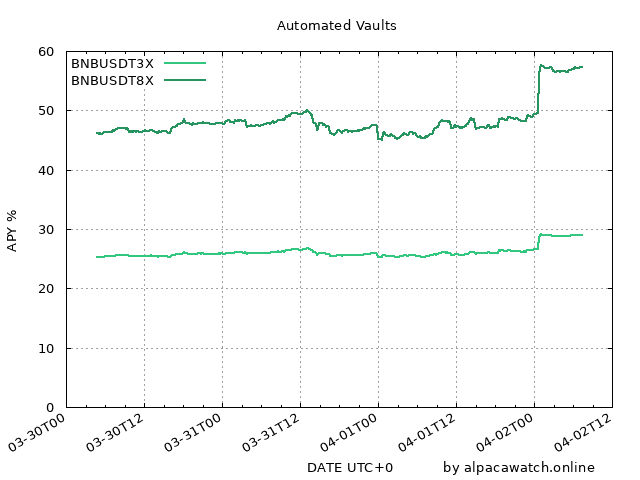 Automated Vaults
BNBUSDT3X
BNBUSDT8X
60
50
40
30
20
10
0
APY %
03-30T00
03-30T12
03-31T00
03-31T12
04-01T00
04-01T12
04-02T00
04-02T12
DATE UTC+0
by alpacawatch.online